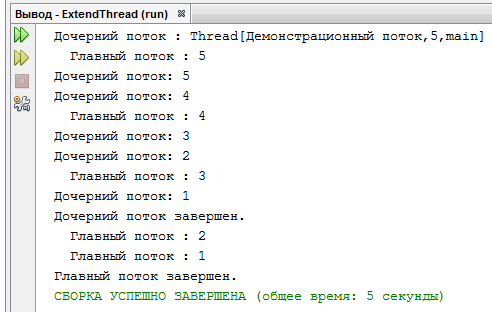 Вывод - ExtendThread (run)
Дочерний поток : Thread[Демонстрационный поток,5,main]
Главный поток : 5
Дочерний поток: 5
Дочерний поток: 4
Главный поток : 4
Дочерний поток: 3
Дочерний поток: 2
Главный поток : 3
Дочерний поток: 1
Дочерний поток завершен.
Главный поток : 2
Главный поток : 1
Главный поток завершен.
СБОРКА УСПЕШНО ЗАВЕРШЕНА (общее время: 5 секунды)